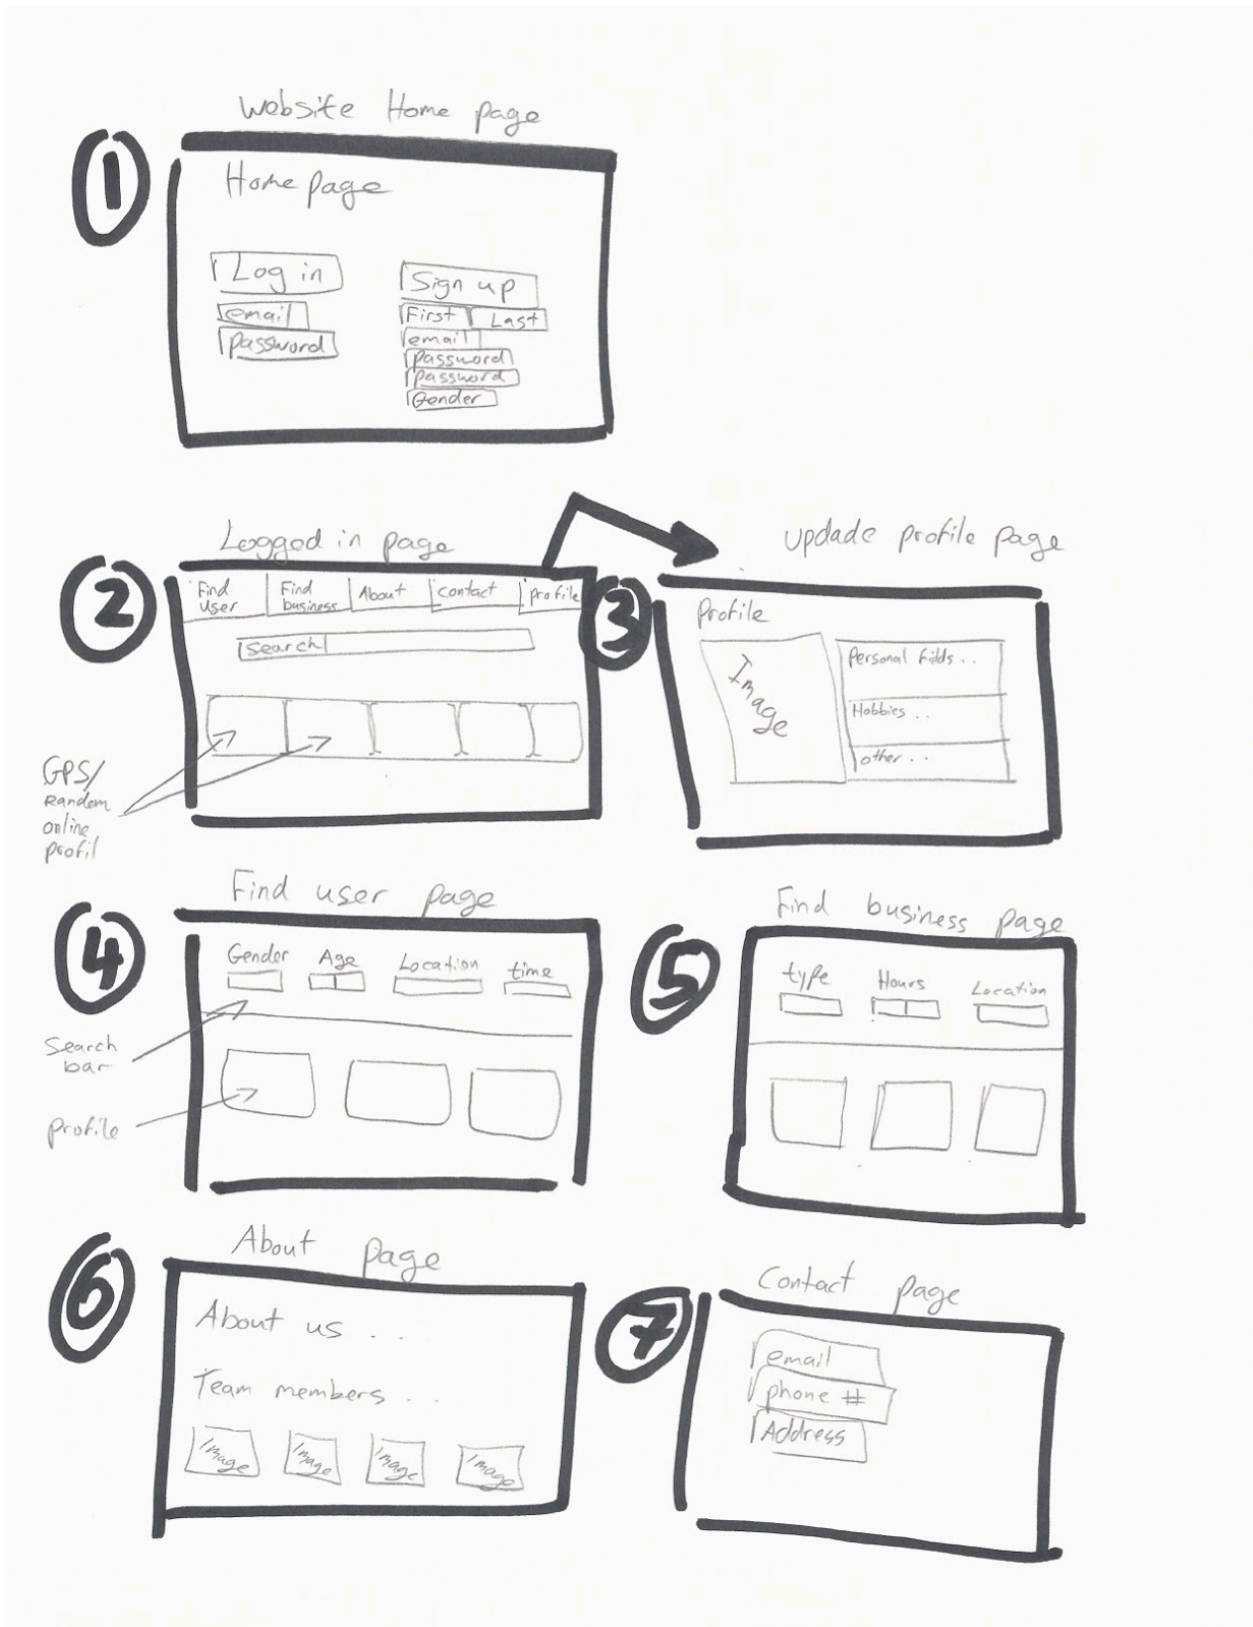 Website Home page
1
Home page
Log in
email
Password
Sign up
First Last
email
Password
Password
Gender
Logged in page
2
Find User
Find business
About
Contact
profile
Search
GPS/
Random
online
profil
updade profile page
3
Profile
Image
Personal filds ..
Hobbies ..
other ..
Find user page
4
Gender Age Location time
Search
bar
Profile
Find business page
5
type Hours Location
About page
6
About us ...
Team members ...
Image Image Image Image
Contact page
7
email
phone #
Address